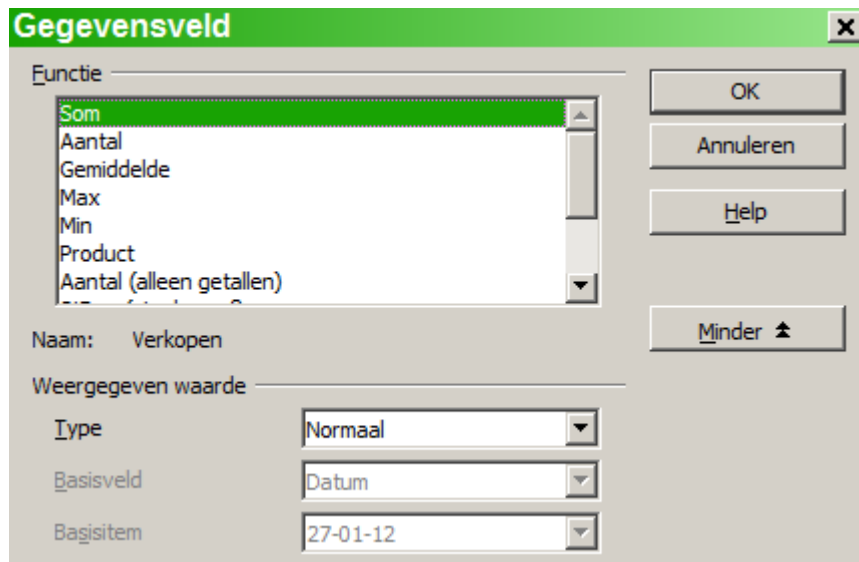 Gegevensveld
Functie
OK
Som
Aantal
Annuleren
Gemiddelde
Max
Help
Min
Product
Aantal (alleen getallen)
Naam: Verkopen
Minder
Weergegeven waarde
Type Normaal
Basisveld Datum
Basisitem 27-01-12